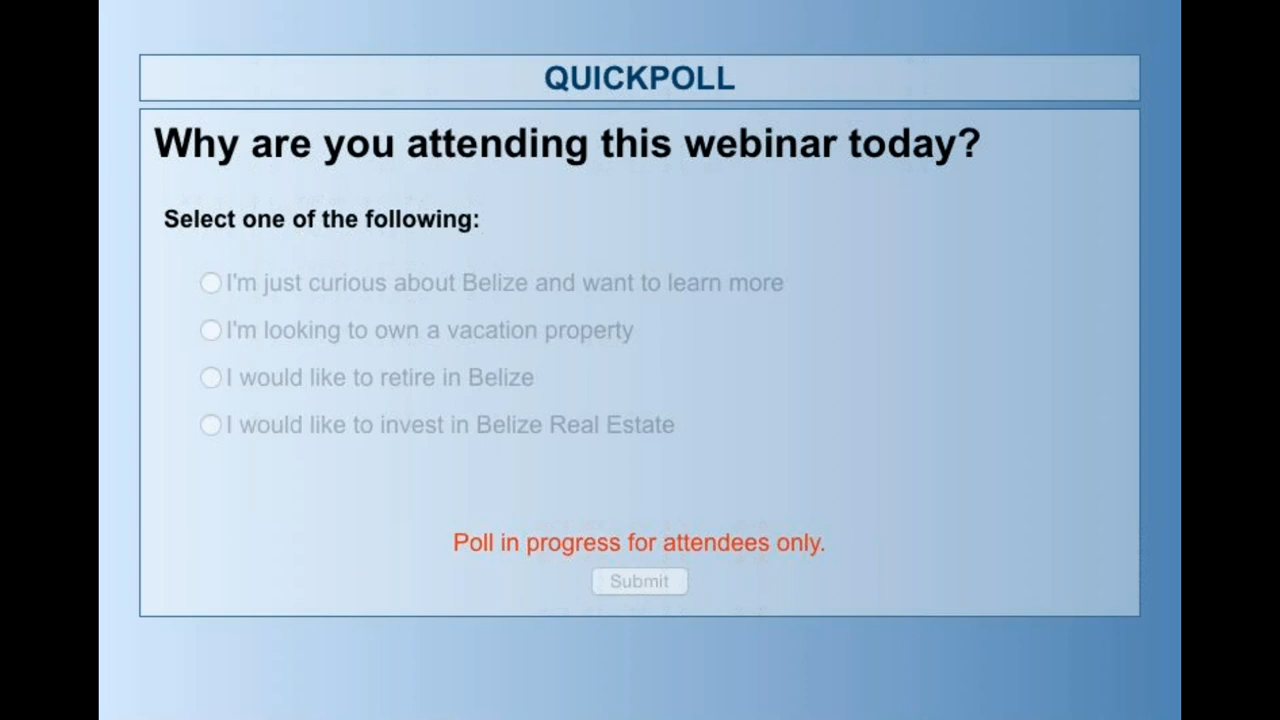 QUICKPOLL
Why are you attending this webinar today?
Select one of the following:
I'm just curious about Belize and want to learn more
I'm looking to own a vacation property
I would like to retire in Belize
I would like to invest in Belize Real Estate
Poll in progress for attendees only.
Submit